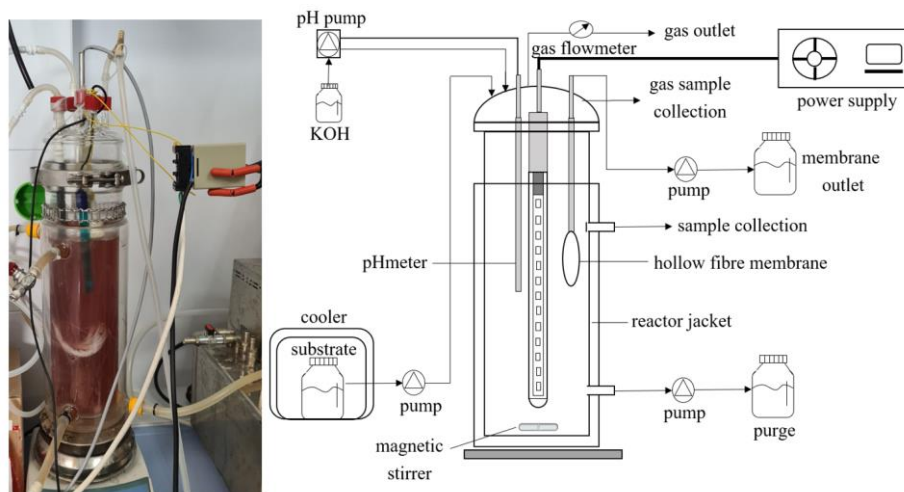 pH pump
KOH
gas flowmeter
gas outlet
gas sample
collection
power supply
pump
membrane
outlet
sample collection
pHmeter
hollow fibre membrane
cooler
substrate
pump
reactor jacket
pump
purge
magnetic
stirrer